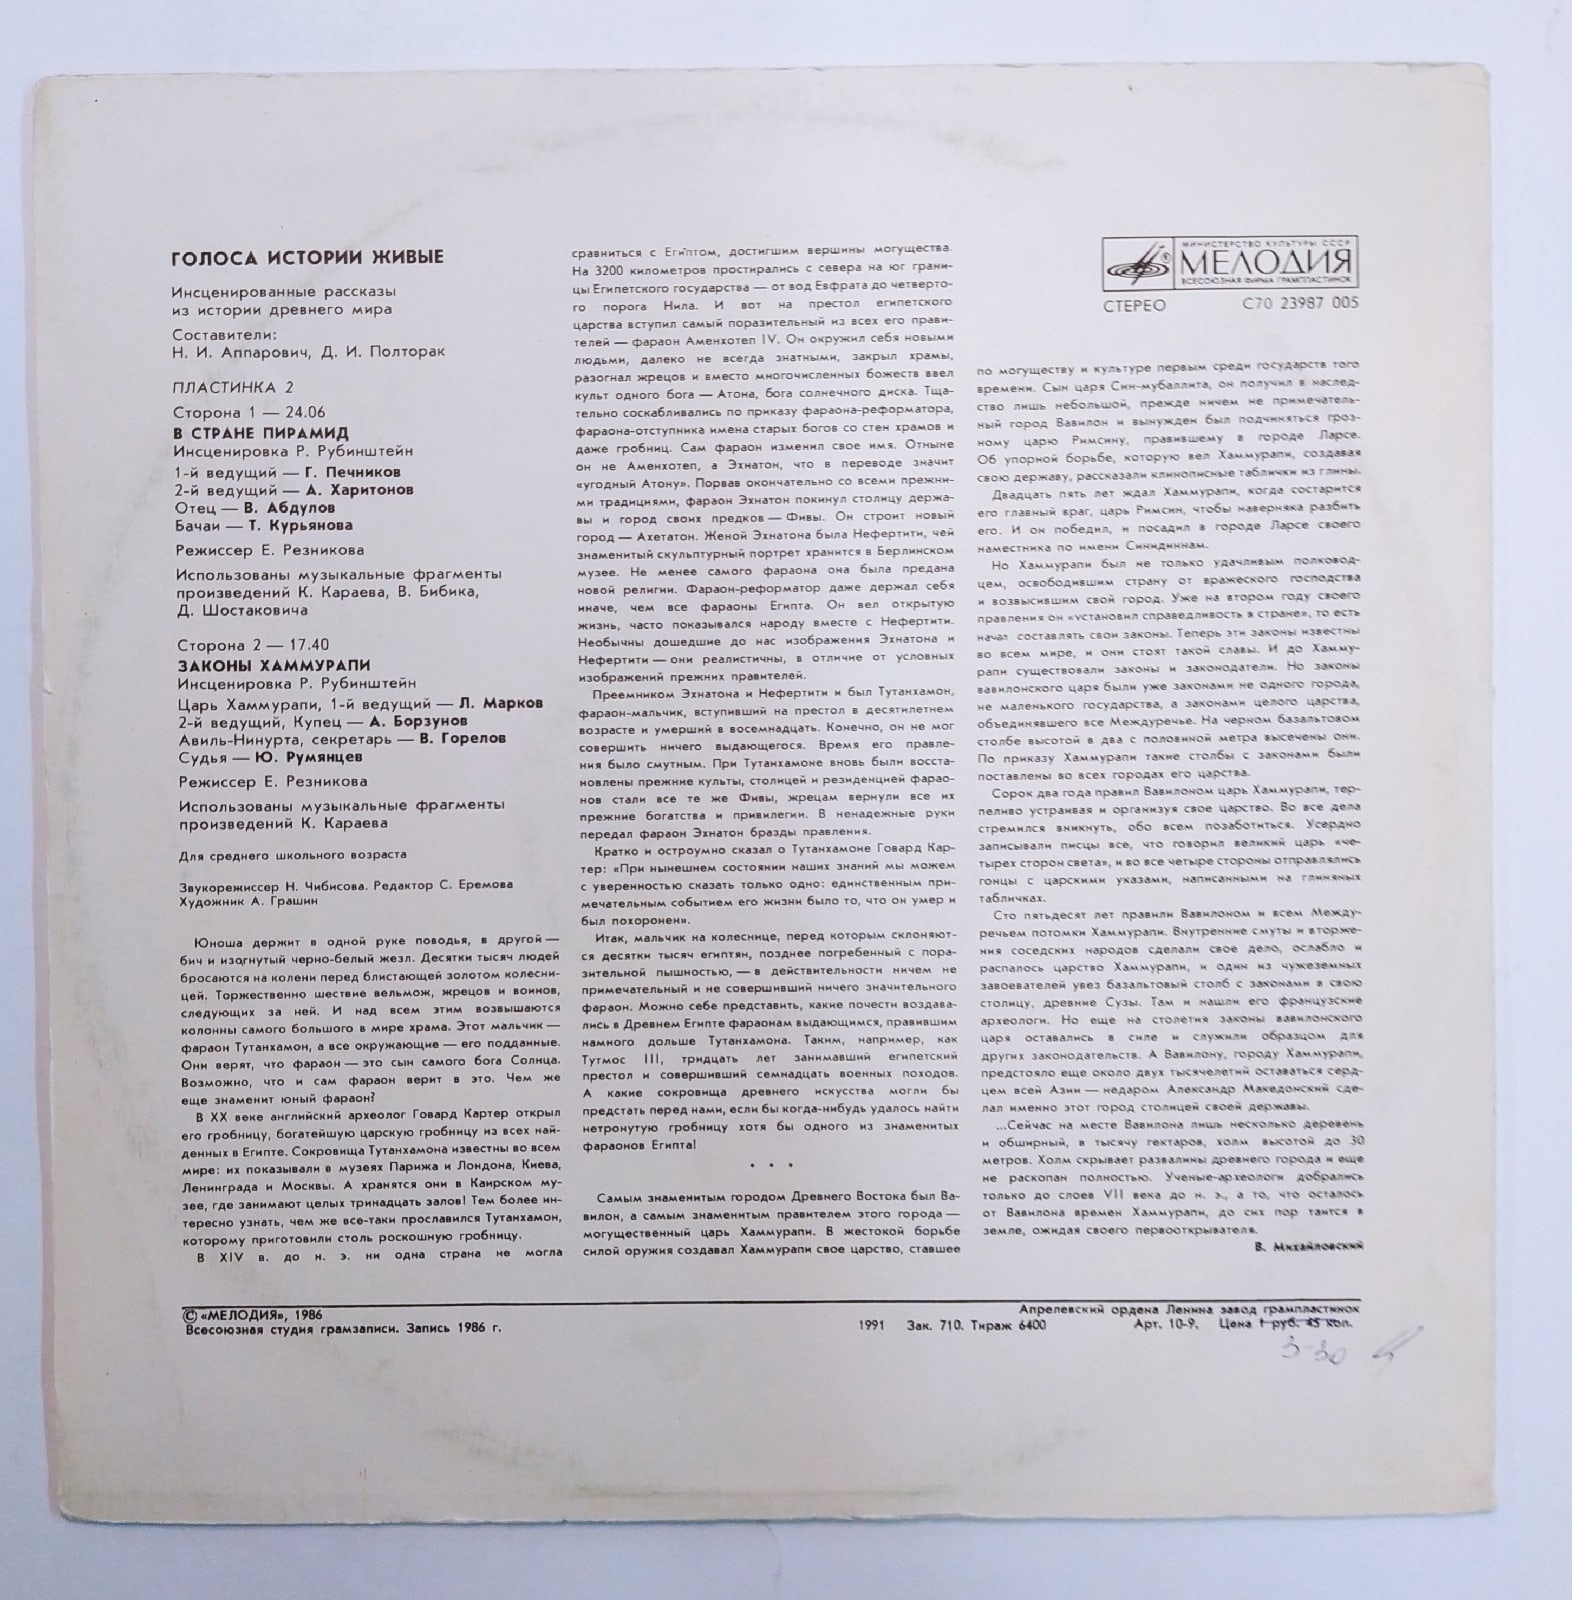 ГОЛОСА ИСТОРИИ ЖИВЫЕ
Инсценированные рассказы
из истории древнего мира
Составители:
Н. И. Аппарович, Д. И. Полторак
ПЛАСТИНКА 2
Сторона 1 — 24.06
В СТРАНЕ ПИРАМИД
Инсценировка Р. Рубинштейн
1-й ведущий — Г. Печников
2-й ведущий — А. Харитонов
Отец — В. Абдулов
Бачаи — Т. Курьянова
Режиссер Е. Резникова
Использованы музыкальные фрагменты
произведений К. Караева, В. Бибика,
Д. Шостаковича
Сторона 2 — 17.40
ЗАКОНЫ ХАММУРАПИ
Инсценировка Р. Рубинштейн
Царь Хаммурапи, 1-й ведущий — Л. Марков
2-й ведущий, Купец — А. Борзунов
Авиль-Нинурта, секретарь — В. Горелов
Судья — Ю. Румянцев
Режиссер Е. Резникова
Использованы музыкальные фрагменты
произведений К. Караева
Для среднего школьного возраста
Звукорежиссер Н. Чибисова. Редактор С. Еремова
Художник А. Грашин
Юноша держит в одной руке поводья, в другой —
бич и изогнутый черно-белый жезл. Десятки тысяч людей
бросаются на колени перед блистающей золотом колесни-
цей. Торжественно шествие вельмож, жрецов и воинов,
следующих за ней. И над всем этим возвышаются
колонны самого большого в мире храма. Этот мальчик —
фараон Тутанхамон, а все окружающие — его подданные.
Они верят, что фараон — это сын самого бога Солнца.
Возможно, что и сам фараон верит в это. Чем же
еще знаменит юный фараон?
В XX веке английский археолог Говард Картер открыл
его гробницу, богатейшую царскую гробницу из всех най-
денных в Египте. Сокровища Тутанхамона известны во всем
мире: их показывали в музеях Парижа и Лондона, Киева,
Ленинграда и Москвы. А хранятся они в Каирском му-
зее, где занимают целых тринадцать залов! Тем более ин-
тересно узнать, чем же все-таки прославился Тутанхамон,
которому приготовили столь роскошную гробницу.
В XIV в. до н. э. ни одна страна не могла
сравниться с Египтом, достигшим вершины могущества.
На 3200 километров простирались с севера на юг грани-
цы Египетского государства — от вод Евфрата до четверто-
го порога Нила. И вот на престол египетского
царства вступил самый поразительный из всех его прави-
телей — фараон Аменхотеп IV. Он окружил себя новыми
людьми, далеко не всегда знатными, закрыл храмы,
разогнал жрецов и вместо многочисленных божеств ввел
культ одного бога — Атона, бога солнечного диска. Тща-
тельно соскабливались по приказу фараона-реформатора,
фараона-отступника имена старых богов со стен храмов и
даже гробниц. Сам фараон изменил свое имя. Отныне
он не Аменхотеп, а Эхнатон, что в переводе значит
«угодный Атону». Порвав окончательно со всеми прежни-
ми традициями, фараон Эхнатон покинул столицу держа-
вы и город своих предков — Фивы. Он строит новый
город — Ахетатон. Женой Эхнатона была Нефертити, чей
знаменитый скульптурный портрет хранится в Берлинском
музее. Не менее самого фараона она была предана
новой религии. Фараон-реформатор даже держал себя
иначе, чем все фараоны Египта. Он вел открытую
жизнь, часто показывался народу вместе с Нефертити.
Необычны дошедшие до нас изображения Эхнатона и
Нефертити — они реалистичны, в отличие от условных
изображений прежних правителей.
Преемником Эхнатона и Нефертити и был Тутанхамон,
фараон-мальчик, вступивший на престол в десятилетнем
возрасте и умерший в восемнадцать. Конечно, он не мог
совершить ничего выдающегося. Время его правле-
ния было смутным. При Тутанхамоне вновь были восста-
новлены прежние культы, столицей и резиденцией фарао-
нов стали все те же Фивы, жрецам вернули все их
прежние богатства и привилегии. В ненадежные руки
передал фараон Эхнатон бразды правления.
Кратко и остроумно сказал о Тутанхамоне Говард Кар-
тер: «При нынешнем состоянии наших знаний мы можем
с уверенностью сказать только одно: единственным при-
мечательным событием его жизни было то, что он умер и
был похоронен».
Итак, мальчик на колеснице, перед которым склоняют-
ся десятки тысяч египтян, позднее погребенный с пора-
зительной пышностью, — в действительности ничем не
примечательный и не совершивший ничего значительного
фараон. Можно себе представить, какие почести воздава-
лись в Древнем Египте фараонам выдающимся, правившим
намного дольше Тутанхамона. Таким, например, как
Тутмос III, тридцать лет занимавший египетский
престол и совершивший семнадцать военных походов.
А какие сокровища древнего искусства могли бы
предстать перед нами, если бы когда-нибудь удалось найти
нетронутую гробницу хотя бы одного из знаменитых
фараонов Египта!
• • •
Самым знаменитым городом Древнего Востока был Ва-
вилон, а самым знаменитым правителем этого города —
могущественный царь Хаммурапи. В жестокой борьбе
силой оружия создавал Хаммурапи свое царство, ставшее
МИНИСТЕРСТВО КУЛЬТУРЫ СССР
МЕЛОДИЯ
ВСЕСОЮЗНАЯ ФИРМА ГРАМПЛАСТИНОК
СТЕРЕО С70 23987 005
по могуществу и культуре первым среди государств того
времени. Сын царя Син-мубаллита, он получил в наслед-
ство лишь небольшой, прежде ничем не примечатель-
ный город Вавилон и вынужден был подчиняться гроз-
ному царю Римсину, правившему в городе Ларсе.
Об упорной борьбе, которую вел Хаммурапи, создавая
свою державу, рассказали клинописные таблички из глины.
Двадцать пять лет ждал Хаммурапи, когда состарится
его главный враг, царь Римсин, чтобы наверняка разбить
его. И он победил, и посадил в городе Ларсе своего
наместника по имени Синидиннам.
Но Хаммурапи был не только удачливым полковод-
цем, освободившим страну от вражеского господства
и возвысившим свой город. Уже на втором году своего
правления он «установил справедливость в стране», то есть
начал составлять свои законы. Теперь эти законы известны
во всем мире, и они стоят такой славы. И до Хамму-
рапи существовали законы и законодатели. Но законы
вавилонского царя были уже законами не одного города,
не маленького государства, а законами целого царства,
объединявшего все Междуречье. На черном базальтовом
столбе высотой в два с половиной метра высечены они.
По приказу Хаммурапи такие столбы с законами были
поставлены во всех городах его царства.
Сорок два года правил Вавилоном царь Хаммурапи, тер-
пеливо устраивая и организуя свое царство. Во все дела
стремился вникнуть, обо всем позаботиться. Усердно
записывали писцы все, что говорил великий царь «че-
тырех сторон света», и во все четыре стороны отправлялись
гонцы с царскими указами, написанными на глиняных
табличках.
Сто пятьдесят лет правили Вавилоном и всем Между-
речьем потомки Хаммурапи. Внутренние смуты и вторже-
ния соседских народов сделали свое дело, ослабло и
распалось царство Хаммурапи, и один из чужеземных
завоевателей увез базальтовый столб с законами в свою
столицу, древние Сузы. Там и нашли его французские
археологи. Но еще на столетия законы вавилонского
царя оставались в силе и служили образцом для
других законодательств. А Вавилону, городу Хаммурапи,
предстояло еще около двух тысячелетий оставаться серд-
цем всей Азии — недаром Александр Македонский сде-
лал именно этот город столицей своей державы.
...Сейчас на месте Вавилона лишь несколько деревень
и обширный, в тысячу гектаров, холм высотой до 30
метров. Холм скрывает развалины древнего города и еще
не раскопан полностью. Ученые-археологи добрались
только до слоев VII века до н. э., а то, что осталось
от Вавилона времен Хаммурапи, до сих пор таится в
земле, ожидая своего первооткрывателя.
В. Михайловский
© «МЕЛОДИЯ», 1986
Всесоюзная студия грамзаписи. Запись 1986 г.
Апрелевский ордена Ленина завод грампластинок
1991 Зак. 710. Тираж 6400 Арт. 10-9. Цена 1 руб. 45 коп.
3-30